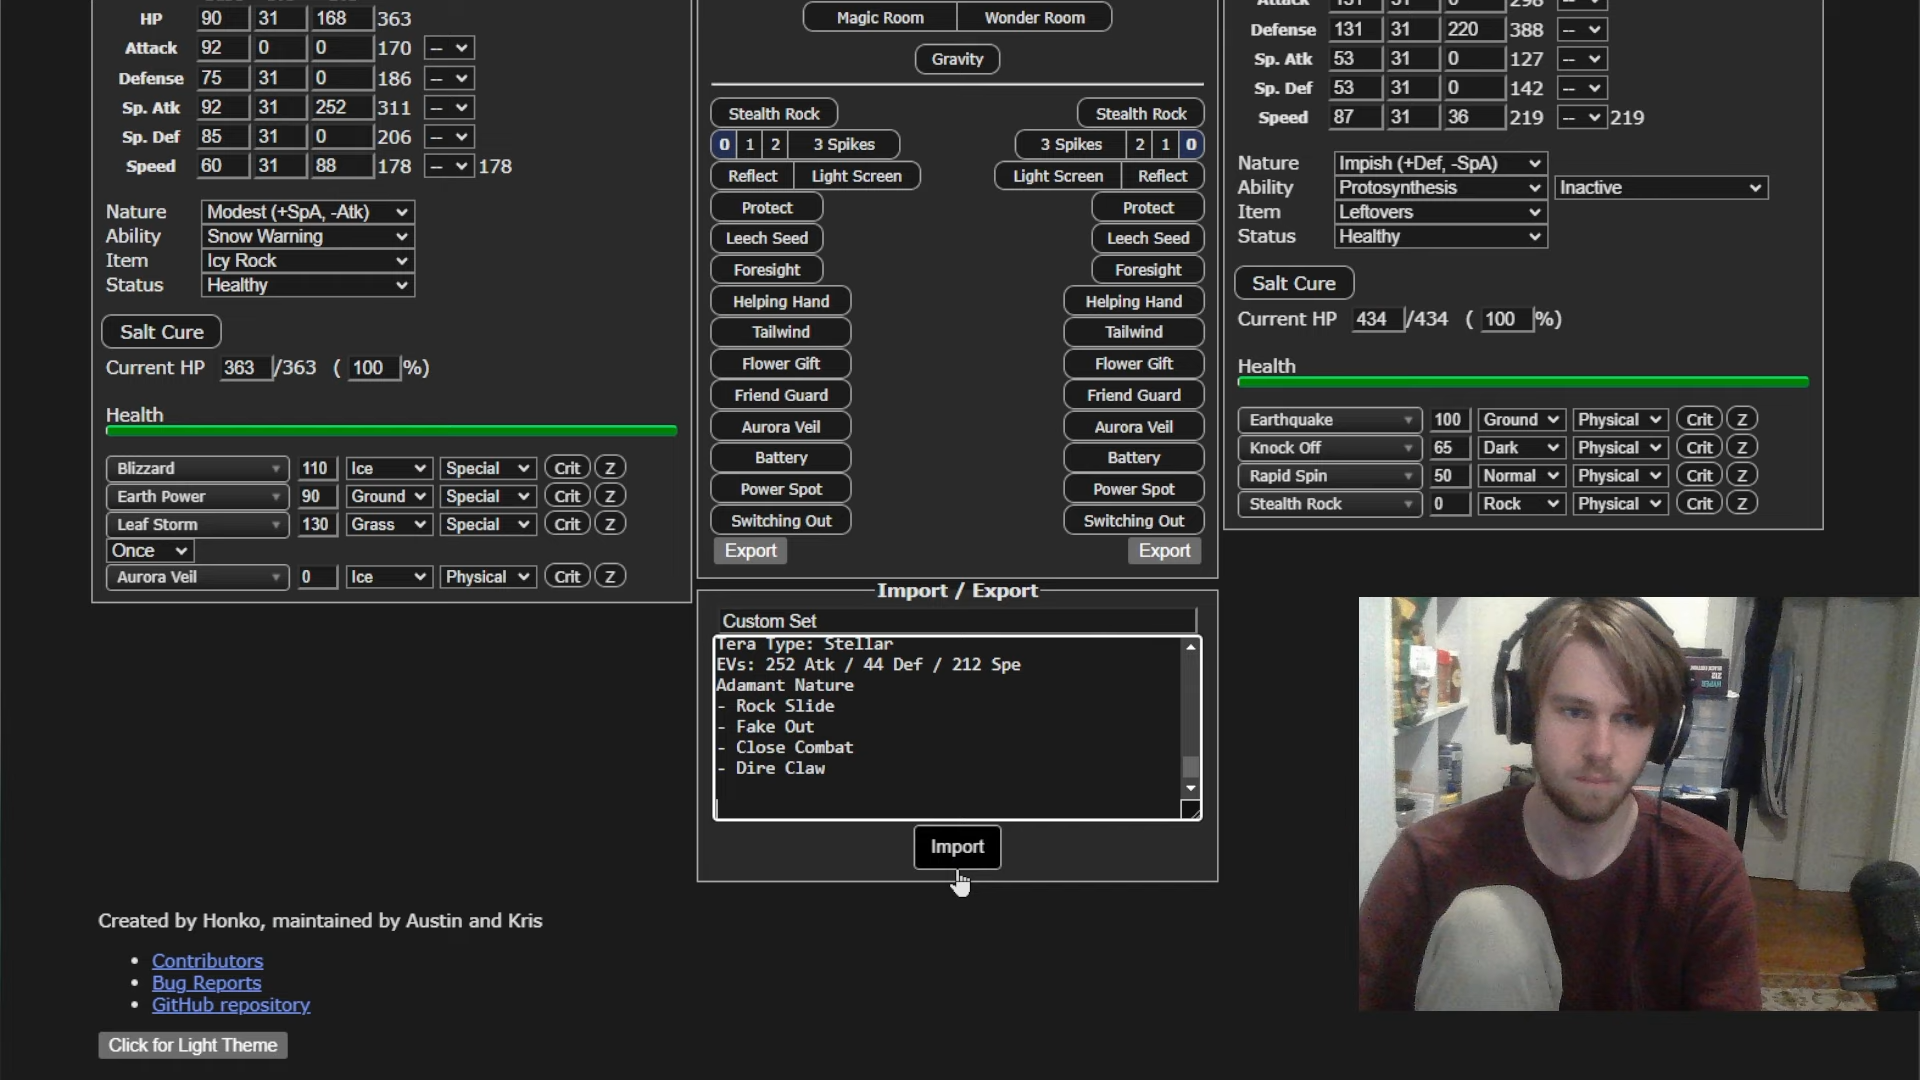 HP 90 31 168 363
Attack 92 0 0 170 --
Defense 75 31 0 186 --
Sp. Atk 92 31 252 311 --
Sp. Def 85 31 0 206 --
Speed 60 31 88 178 -- 178
Nature Modest (+SpA, -Atk)
Ability Snow Warning
Item Icy Rock
Status Healthy
Salt Cure
Current HP 363 /363 ( 100 %)
Health
Blizzard 110 Ice Special Crit Z
Earth Power 90 Ground Special Crit Z
Leaf Storm 130 Grass Special Crit Z
Once
Aurora Veil 0 Ice Physical Crit Z
Magic Room Wonder Room
Gravity
Stealth Rock Stealth Rock
0 1 2 3 Spikes 3 Spikes 2 1 0
Reflect Light Screen Light Screen Reflect
Protect Protect
Leech Seed Leech Seed
Foresight Foresight
Helping Hand Helping Hand
Tailwind Tailwind
Flower Gift Flower Gift
Friend Guard Friend Guard
Aurora Veil Aurora Veil
Battery Battery
Power Spot Power Spot
Switching Out Switching Out
Export Export
Import / Export
Custom Set
Tera Type: Stellar
EVs: 252 Atk / 44 Def / 212 Spe
Adamant Nature
- Rock Slide
- Fake Out
- Close Combat
- Dire Claw
Import
Attack 131 31 0 298 --
Defense 131 31 220 388 --
Sp. Atk 53 31 0 127 --
Sp. Def 53 31 0 142 --
Speed 87 31 36 219 -- 219
Nature Impish (+Def, -SpA)
Ability Protosynthesis Inactive
Item Leftovers
Status Healthy
Salt Cure
Current HP 434 /434 ( 100 %)
Health
Earthquake 100 Ground Physical Crit Z
Knock Off 65 Dark Physical Crit Z
Rapid Spin 50 Normal Physical Crit Z
Stealth Rock 0 Rock Physical Crit Z
Created by Honko, maintained by Austin and Kris
Contributors
Bug Reports
GitHub repository
Click for Light Theme